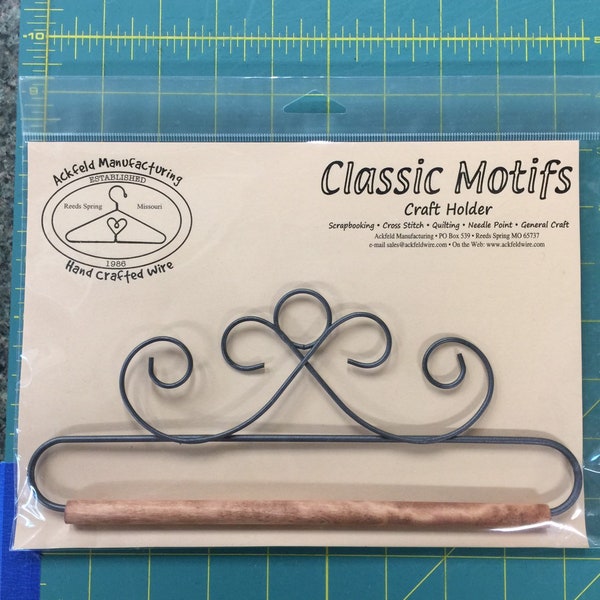 10
9
Ackfeld Manufacturing
ESTABLISHED
Reeds Spring Missouri
1986
Hand Crafted Wire
Classic Motifs
Craft Holder
Scrapbooking • Cross Stitch • Quilting • Needle Point • General Craft
Ackfeld Manufacturing • PO Box 539 • Reeds Spring MO 65737
e-mail sales@ackfeldwire.com • On the Web: www.ackfeldwire.com